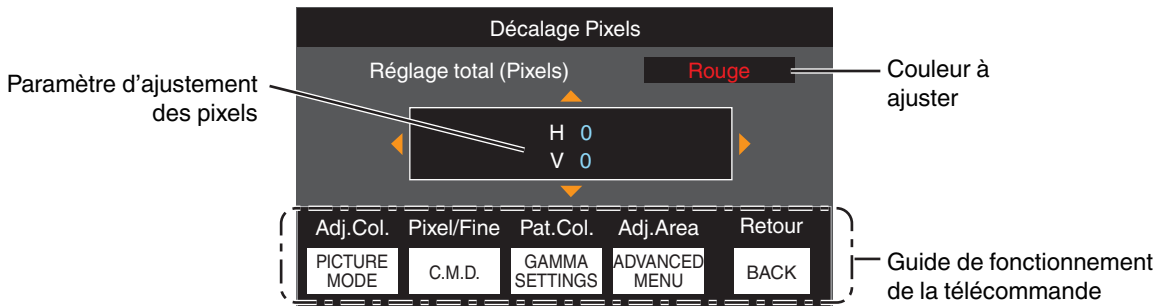 Décalage Pixels
Réglage total (Pixels)
Rouge
Couleur à
ajuster
Paramètre d'ajustement
des pixels
H 0
V 0
Adj.Col. Pixel/Fine Pat.Col. Adj.Area Retour
PICTURE
MODE
C.M.D.
GAMMA
SETTINGS
ADVANCED
MENU
BACK
Guide de fonctionnement
de la télécommande